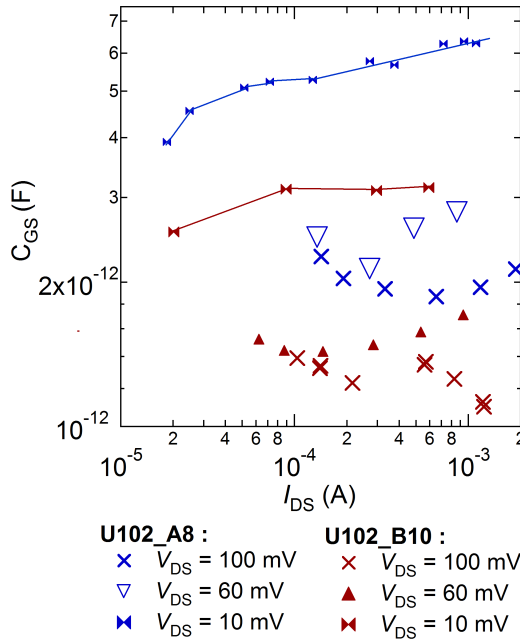 7
6
5
4
3
2x10⁻¹²
10⁻¹²
C_GS (F)
2 4 6 8 2 4 6 8 2
10⁻⁵ 10⁻⁴ 10⁻³
I_DS (A)
U102_A8 : U102_B10 :
V_DS = 100 mV V_DS = 100 mV
V_DS = 60 mV V_DS = 60 mV
V_DS = 10 mV V_DS = 10 mV